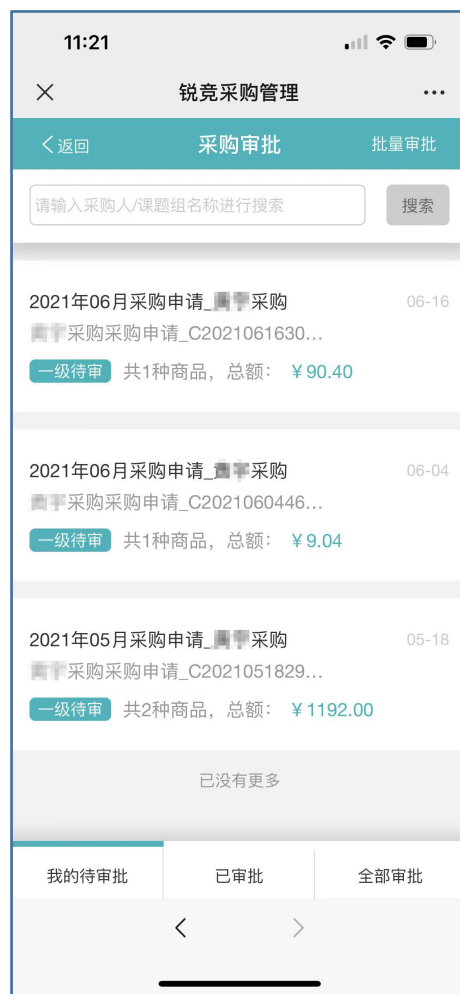 11:21
锐竞采购管理
返回 采购审批 批量审批
请输入采购人/课题组名称进行搜索 搜索
2021年06月采购申请_采购 06-16
采购采购申请_C2021061630...
一级待审 共1种商品，总额：￥90.40
2021年06月采购申请_采购 06-04
采购采购申请_C2021060446...
一级待审 共1种商品，总额：￥9.04
2021年05月采购申请_采购 05-18
采购采购申请_C2021051829...
一级待审 共2种商品，总额：￥1192.00
已没有更多
我的待审批 已审批 全部审批